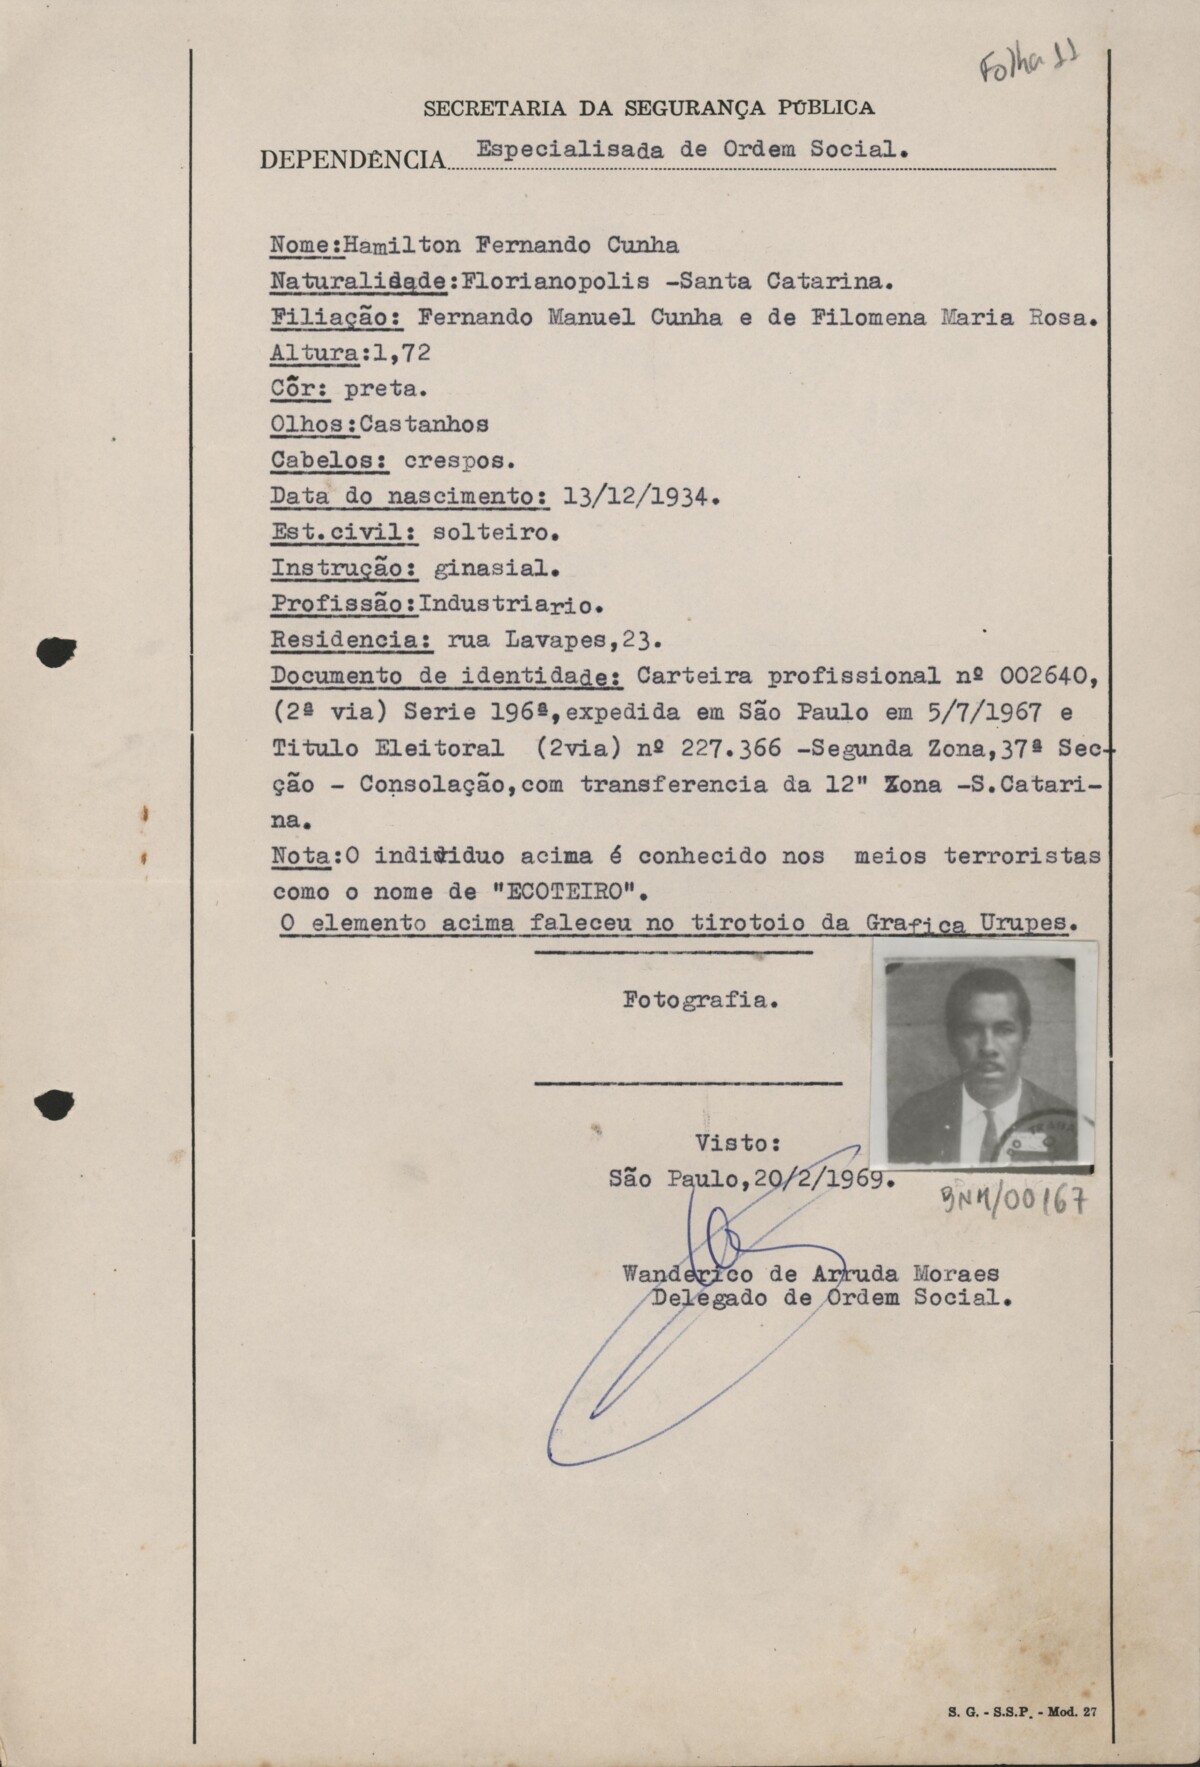 Folha 11
SECRETARIA DA SEGURANÇA PÚBLICA
DEPENDÊNCIA Especialisada de Ordem Social.
Nome:Hamilton Fernando Cunha
Naturalidade:Florianopolis -Santa Catarina.
Filiação: Fernando Manuel Cunha e de Filomena Maria Rosa.
Altura:1,72
Côr: preta.
Olhos:Castanhos
Cabelos: crespos.
Data do nascimento: 13/12/1934.
Est.civil: solteiro.
Instrução: ginasial.
Profissão:Industriario.
Residencia: rua Lavapes,23.
Documento de identidade: Carteira profissional nº 002640,
(2ª via) Serie 196ª,expedida em São Paulo em 5/7/1967 e
Titulo Eleitoral (2via) nº 227.366 -Segunda Zona,37ª Sec-
ção - Consolação,com transferencia da 12" Zona -S.Catari-
na.
Nota:O individuo acima é conhecido nos meios terroristas
como o nome de "ECOTEIRO".
O elemento acima faleceu no tirotoio da Grafica Urupes.
Fotografia.
Visto:
São Paulo,20/2/1969.
BNM/00167
Wanderico de Arruda Moraes
Delegado de Ordem Social.
S. G. - S.S.P. - Mod. 27